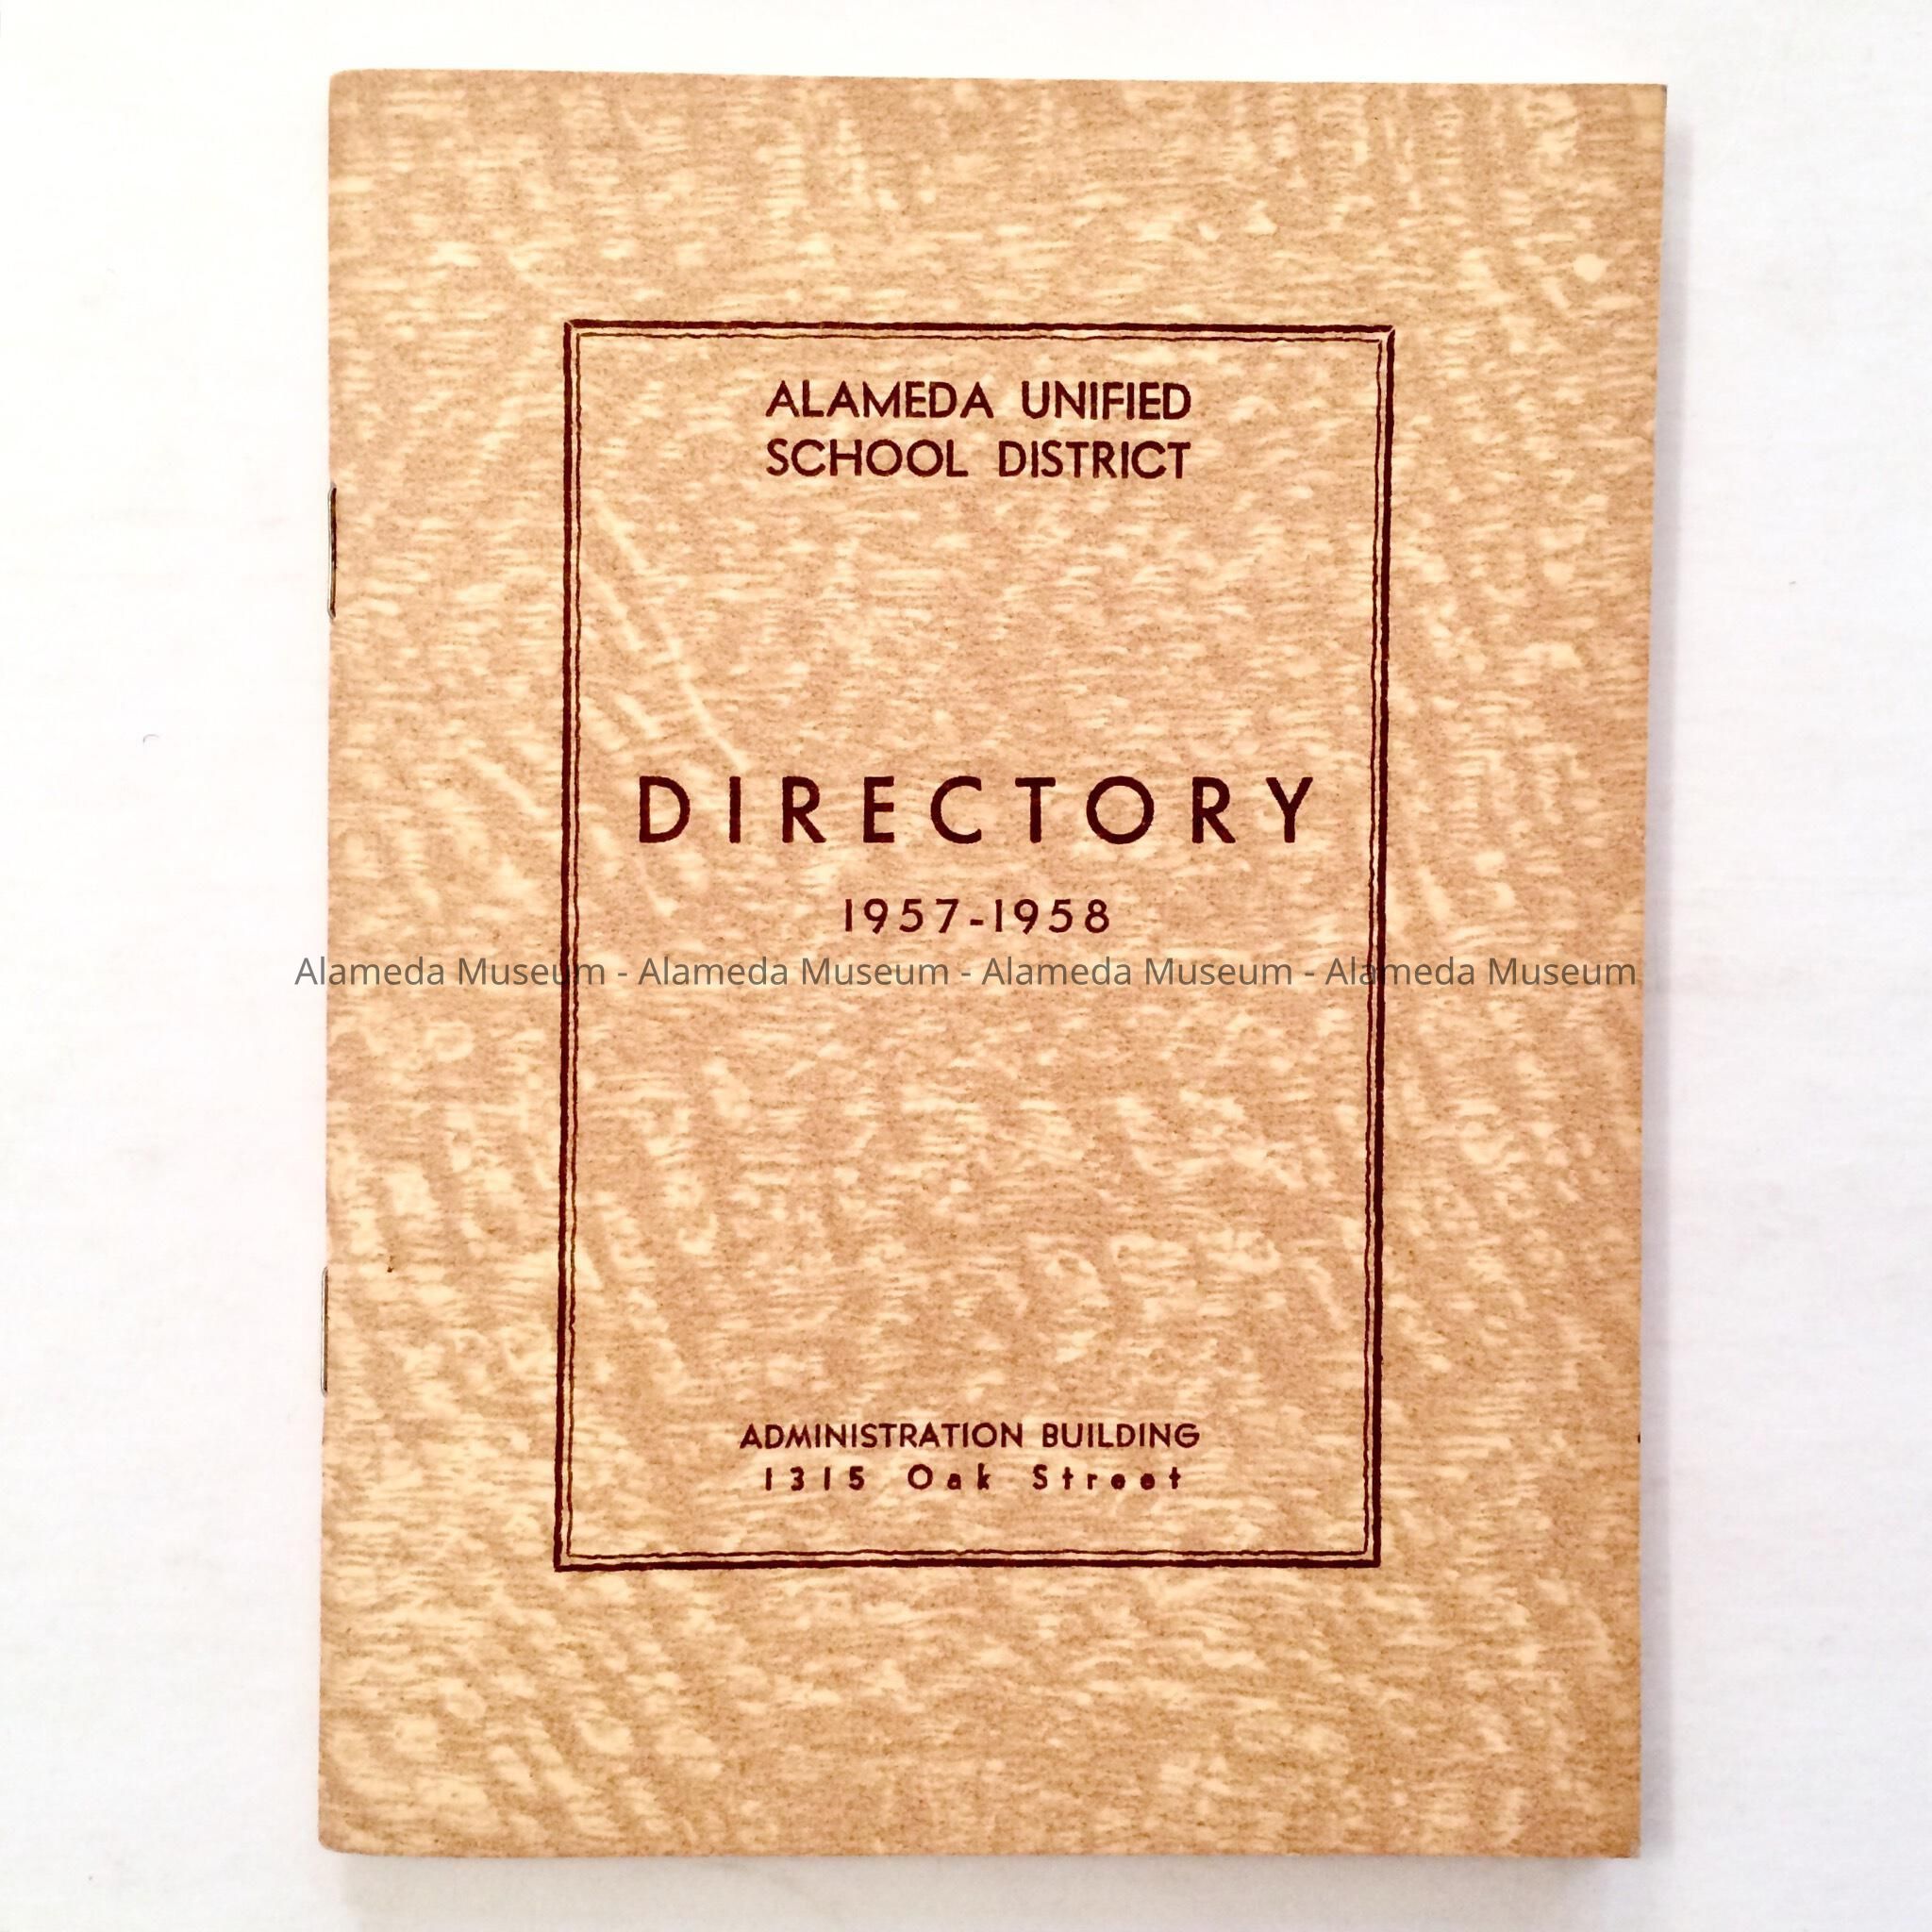 ALAMEDA UNIFIED
SCHOOL DISTRICT
DIRECTORY
1957-1958
Alameda Museum - Alameda Museum - Alameda Museum - Alameda Museum
ADMINISTRATION BUILDING
1315 Oak Street